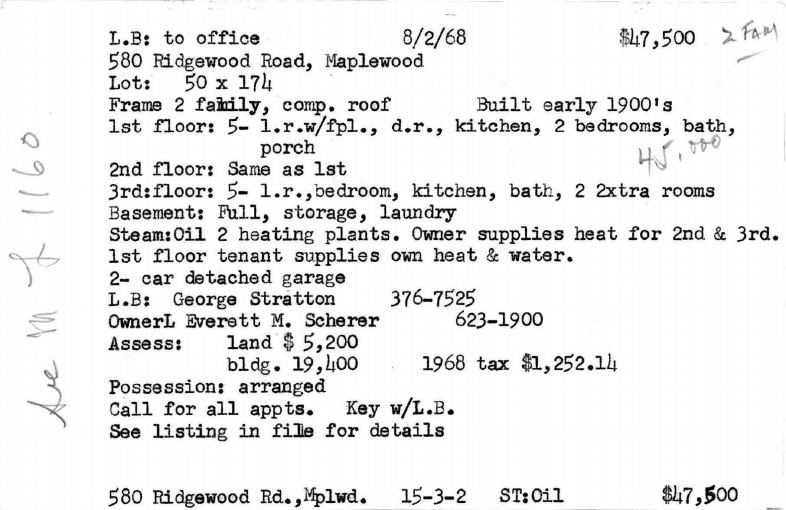 L.B: to office 8/2/68 $47,500 2 FAM
580 Ridgewood Road, Maplewood
Lot: 50 x 174
Frame 2 family, comp. roof Built early 1900's
1st floor: 5- l.r.w/fpl., d.r., kitchen, 2 bedrooms, bath,
porch
45,000
2nd floor: Same as 1st
3rd:floor: 5- l.r.,bedroom, kitchen, bath, 2 2xtra rooms
Basement: Full, storage, laundry
Steam:Oil 2 heating plants. Owner supplies heat for 2nd & 3rd.
1st floor tenant supplies own heat & water.
2- car detached garage
L.B: George Stratton 376-7525
OwnerL Everett M. Scherer 623-1900
Assess: land $ 5,200
bldg. 19,400 1968 tax $1,252.14
Possession: arranged
Call for all appts. Key w/L.B.
See listing in file for details
580 Ridgewood Rd.,Mplwd. 15-3-2 ST:Oil $47,500
See M 1160